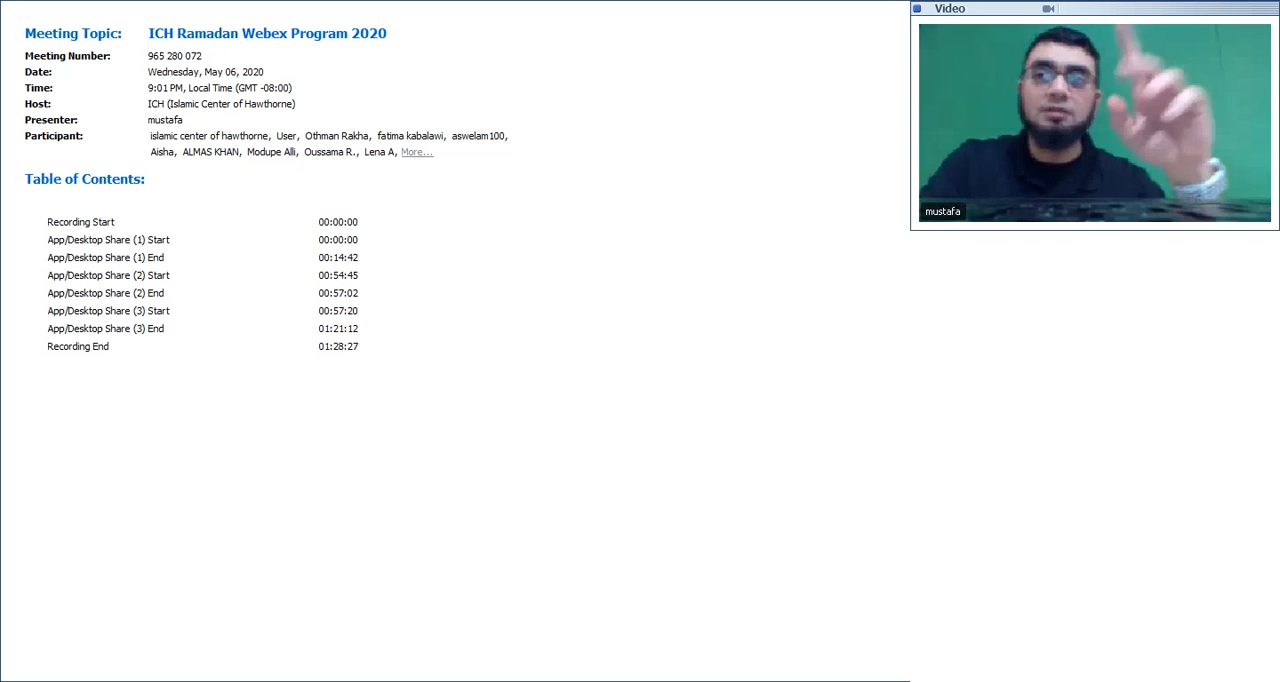 Meeting Topic: ICH Ramadan Webex Program 2020
Meeting Number: 965 280 072
Date: Wednesday, May 06, 2020
Time: 9:01 PM, Local Time (GMT -08:00)
Host: ICH (Islamic Center of Hawthorne)
Presenter: mustafa
Participant: islamic center of hawthorne, User, Othman Rakha, fatima kabalawi, aswelam100,
Aisha, ALMAS KHAN, Modupe Alli, Oussama R., Lena A, More...
Table of Contents:
Recording Start 00:00:00
App/Desktop Share (1) Start 00:00:00
App/Desktop Share (1) End 00:14:42
App/Desktop Share (2) Start 00:54:45
App/Desktop Share (2) End 00:57:02
App/Desktop Share (3) Start 00:57:20
App/Desktop Share (3) End 01:21:12
Recording End 01:28:27
Video
mustafa